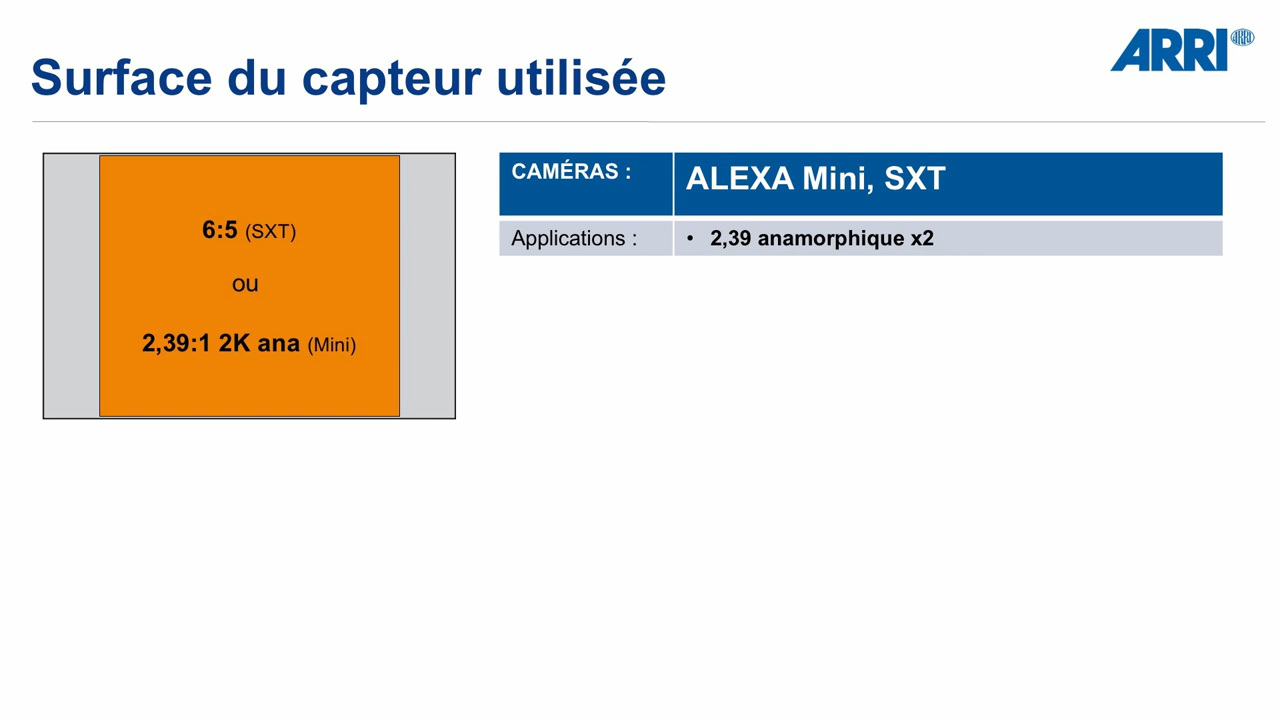 ARRI
ARRI
Surface du capteur utilisée
6:5 (SXT)
ou
2,39:1 2K ana (Mini)
CAMÉRAS : ALEXA Mini, SXT
Applications : • 2,39 anamorphique x2